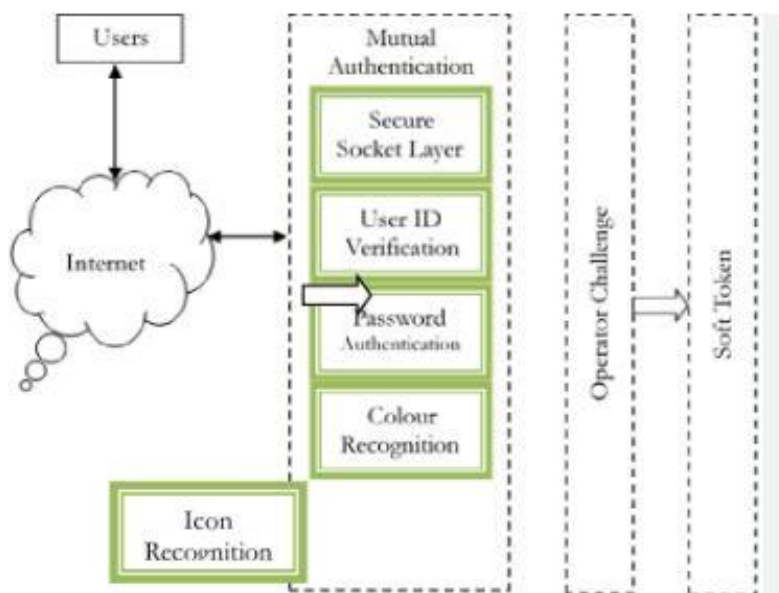 Users
Mutual
Authentication
Secure
Socket Layer
User ID
Verification
Internet
Password
Authentication
Colour
Recognition
Icon
Recognition
Operator Challenge
Soft Token